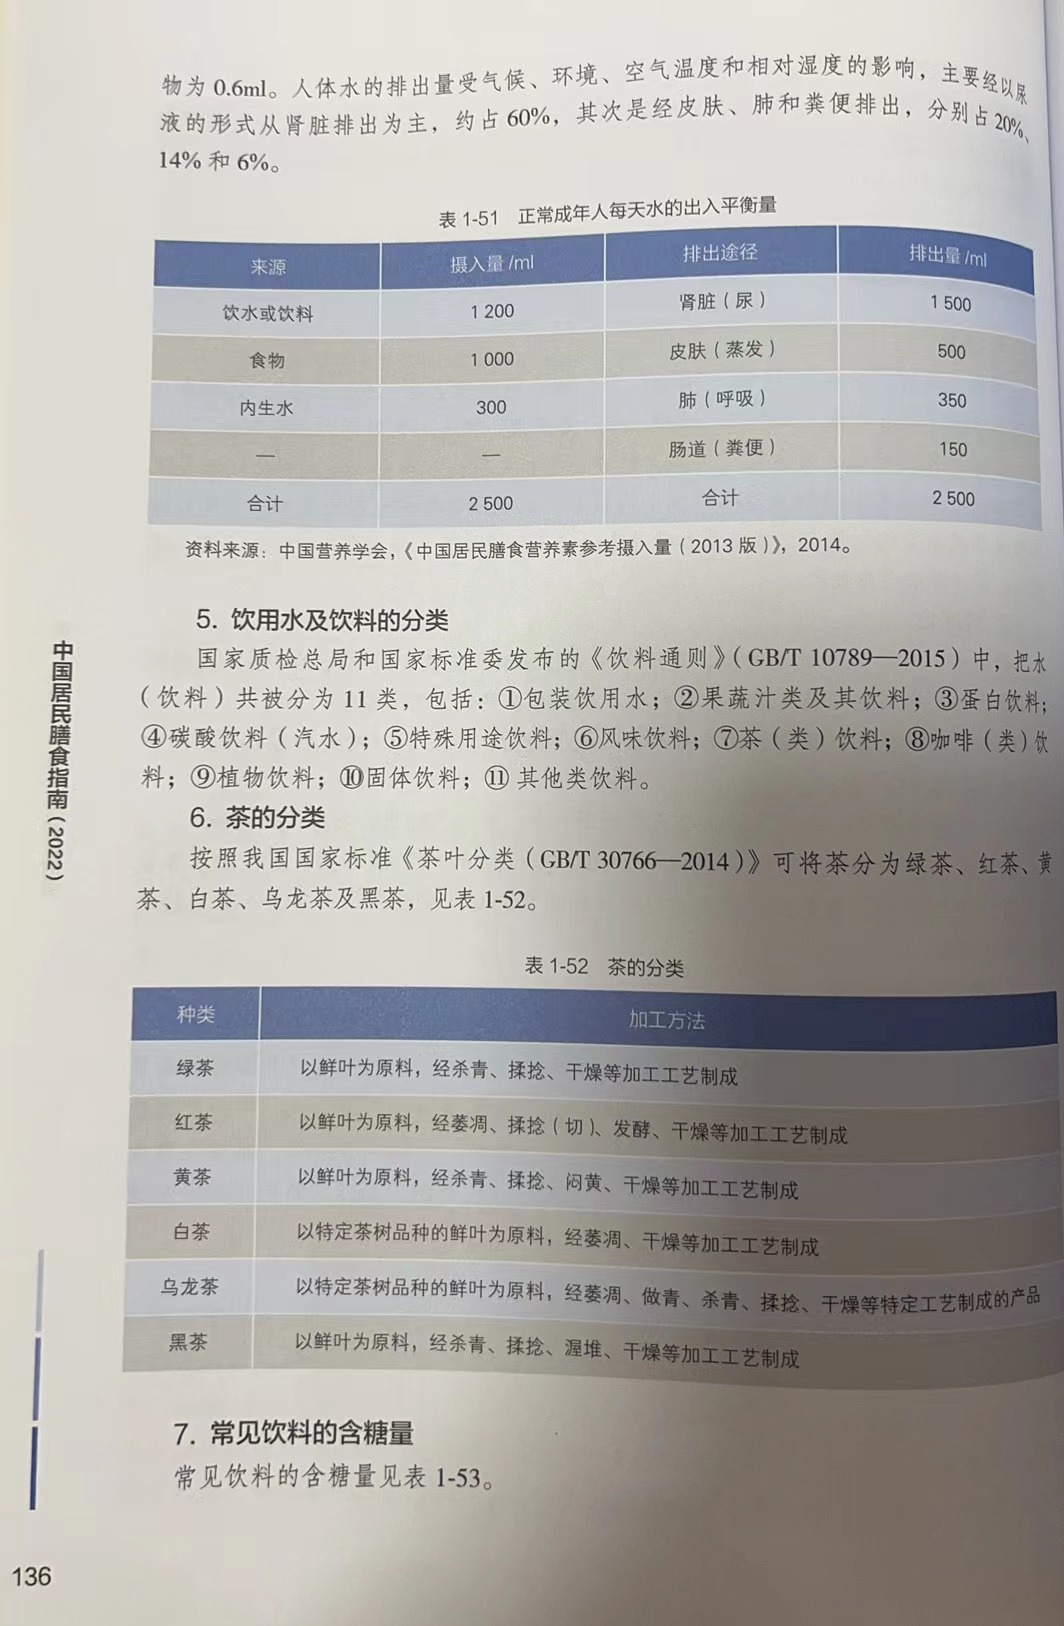 物为 0.6ml。人体水的排出量受气候、环境、空气温度和相对湿度的影响，主要经以尿
液的形式从肾脏排出为主，约占 60%，其次是经皮肤、肺和粪便排出，分别占 20%、
14% 和 6%。
表 1-51 正常成年人每天水的出入平衡量
来源 摄入量 /ml 排出途径 排出量 /ml
饮水或饮料 1 200 肾脏（尿） 1 500
食物 1 000 皮肤（蒸发） 500
内生水 300 肺（呼吸） 350
— — 肠道（粪便） 150
合计 2 500 合计 2 500
资料来源：中国营养学会，《中国居民膳食营养素参考摄入量（2013 版）》，2014。
5. 饮用水及饮料的分类
国家质检总局和国家标准委发布的《饮料通则》（GB/T 10789—2015）中，把水
（饮料）共被分为 11 类，包括：①包装饮用水；②果蔬汁类及其饮料；③蛋白饮料；
④碳酸饮料（汽水）；⑤特殊用途饮料；⑥风味饮料；⑦茶（类）饮料；⑧咖啡（类）饮
料；⑨植物饮料；⑩固体饮料；⑪ 其他类饮料。
6. 茶的分类
按照我国国家标准《茶叶分类（GB/T 30766—2014）》可将茶分为绿茶、红茶、黄
茶、白茶、乌龙茶及黑茶，见表 1-52。
表 1-52 茶的分类
种类 加工方法
绿茶 以鲜叶为原料，经杀青、揉捻、干燥等加工工艺制成
红茶 以鲜叶为原料，经萎凋、揉捻（切）、发酵、干燥等加工工艺制成
黄茶 以鲜叶为原料，经杀青、揉捻、闷黄、干燥等加工工艺制成
白茶 以特定茶树品种的鲜叶为原料，经萎凋、干燥等加工工艺制成
乌龙茶 以特定茶树品种的鲜叶为原料，经萎凋、做青、杀青、揉捻、干燥等特定工艺制成的产品
黑茶 以鲜叶为原料，经杀青、揉捻、渥堆、干燥等加工工艺制成
7. 常见饮料的含糖量
常见饮料的含糖量见表 1-53。
中国居民膳食指南（2022）
136